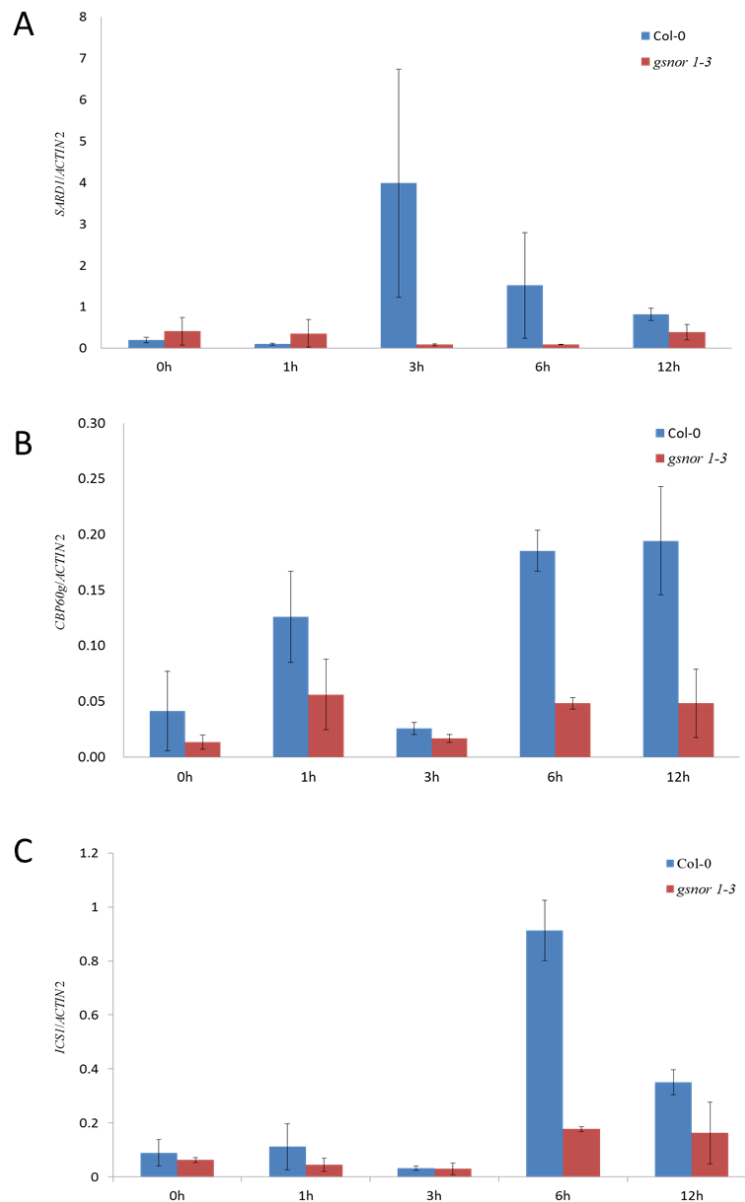 A
Col-0
gsnor 1-3
SARD1/ACTIN2
8
7
6
5
4
3
2
1
0
0h 1h 3h 6h 12h
B
Col-0
gsnor 1-3
CBP60g/ACTIN2
0.30
0.25
0.20
0.15
0.10
0.05
0.00
0h 1h 3h 6h 12h
C
Col-0
gsnor 1-3
ICS1/ACTIN2
1.2
1
0.8
0.6
0.4
0.2
0
0h 1h 3h 6h 12h